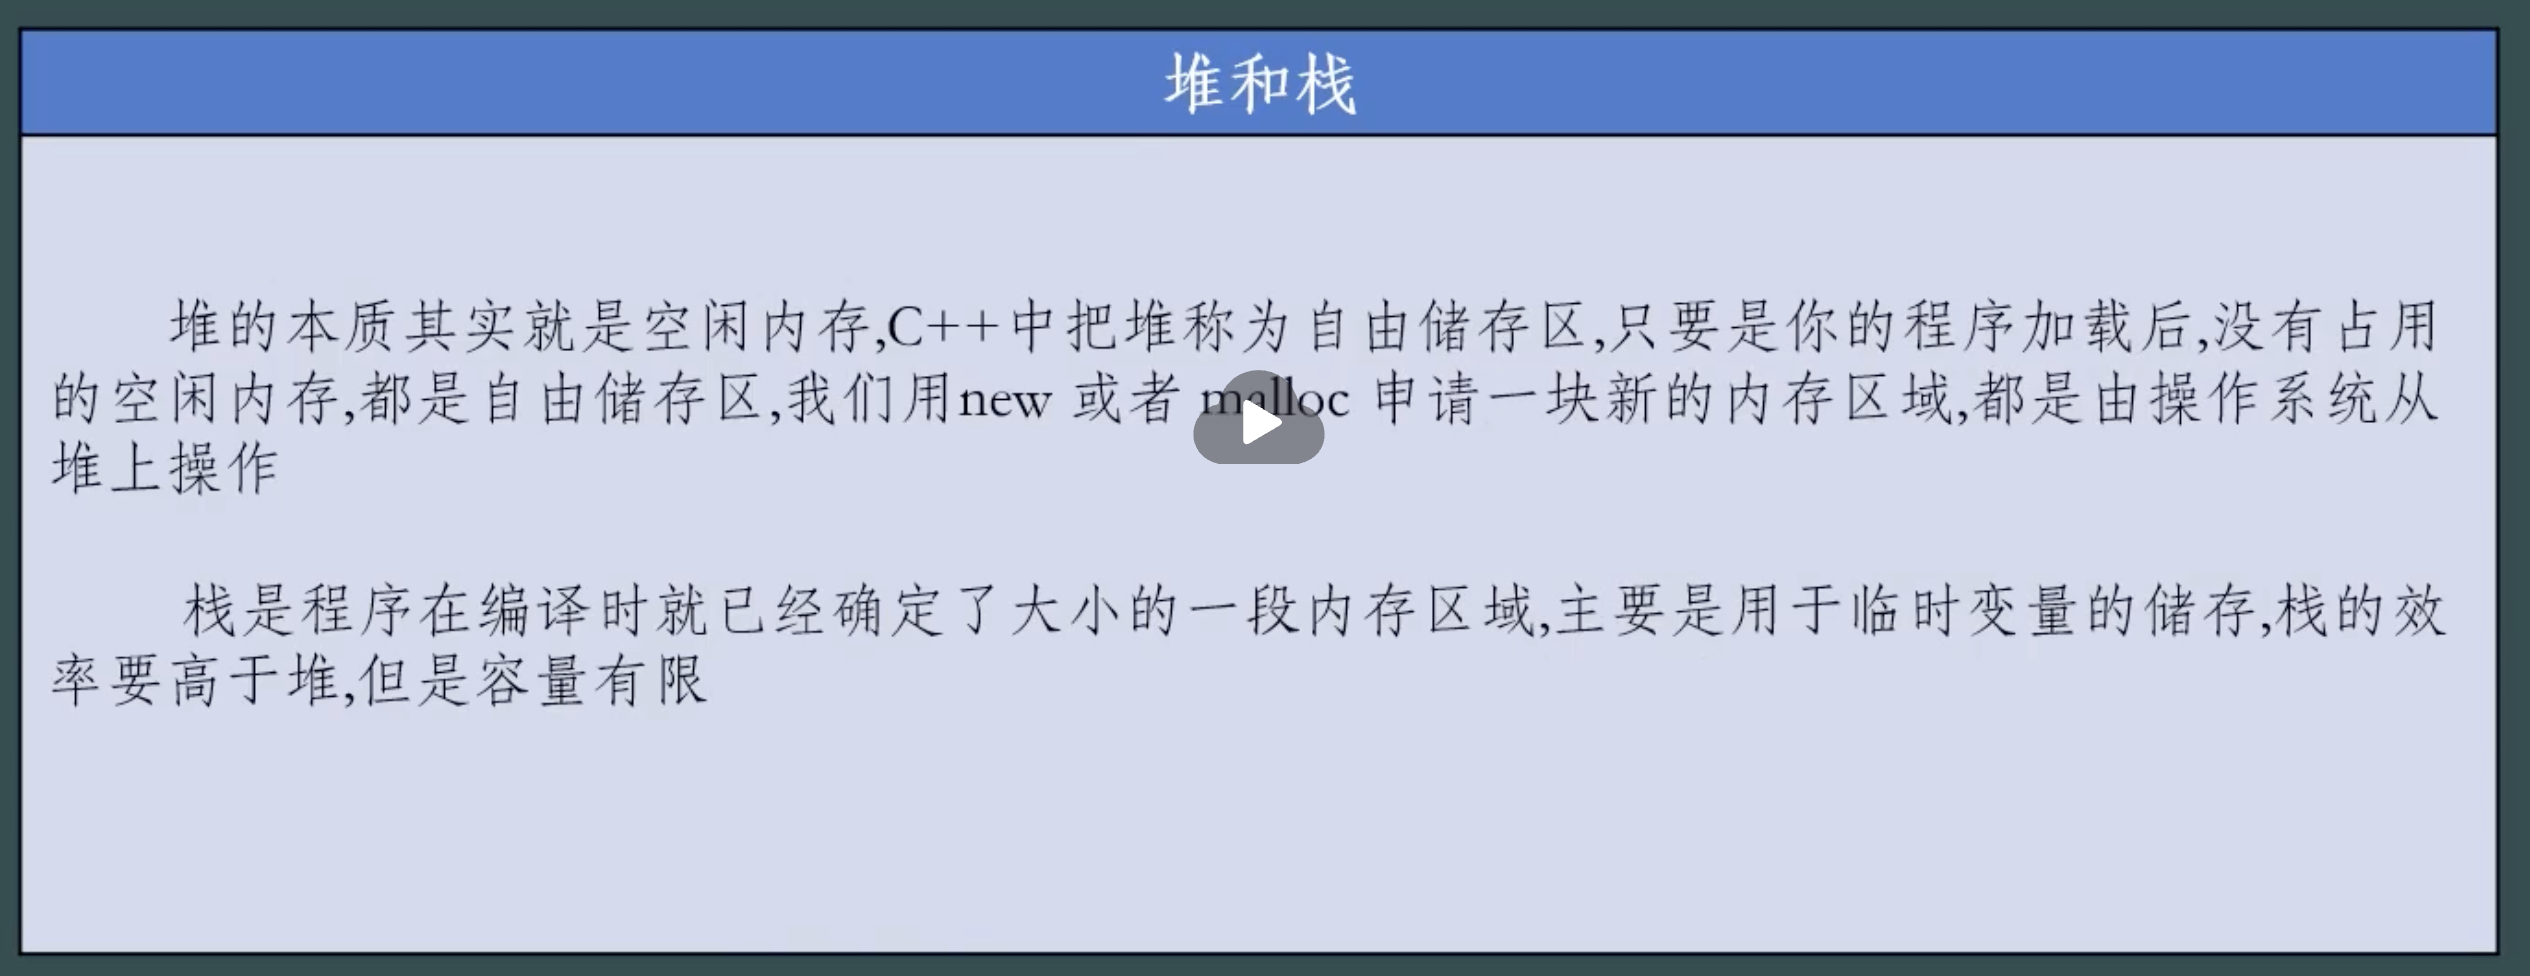 堆和栈
堆的本质其实就是空闲内存,C++中把堆称为自由储存区,只要是你的程序加载后,没有占用
的空闲内存,都是自由储存区,我们用new 或者 malloc 申请一块新的内存区域,都是由操作系统从
堆上操作
栈是程序在编译时就已经确定了大小的一段内存区域,主要是用于临时变量的储存,栈的效
率要高于堆,但是容量有限